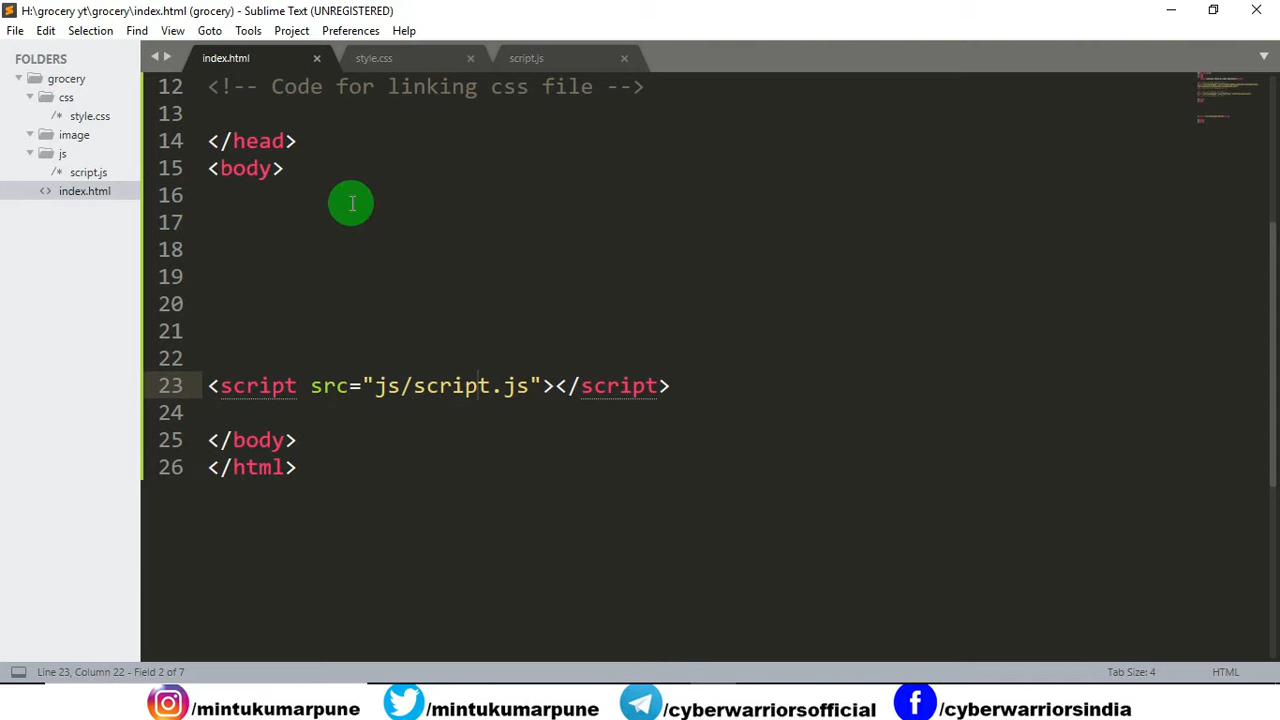 H:\grocery yt\grocery\index.html (grocery) - Sublime Text (UNREGISTERED)
File Edit Selection Find View Goto Tools Project Preferences Help
FOLDERS
grocery
css
style.css
image
js
script.js
index.html
index.html style.css script.js
12 <!-- Code for linking css file -->
13
14 </head>
15 <body>
16
17
18
19
20
21
22
23 <script src="js/script.js"></script>
24
25 </body>
26 </html>
Line 23, Column 22 - Field 2 of 7 Tab Size: 4 HTML
/mintukumarpune /mintukumarpune /cyberwarriorsofficial /cyberwarriorsindia